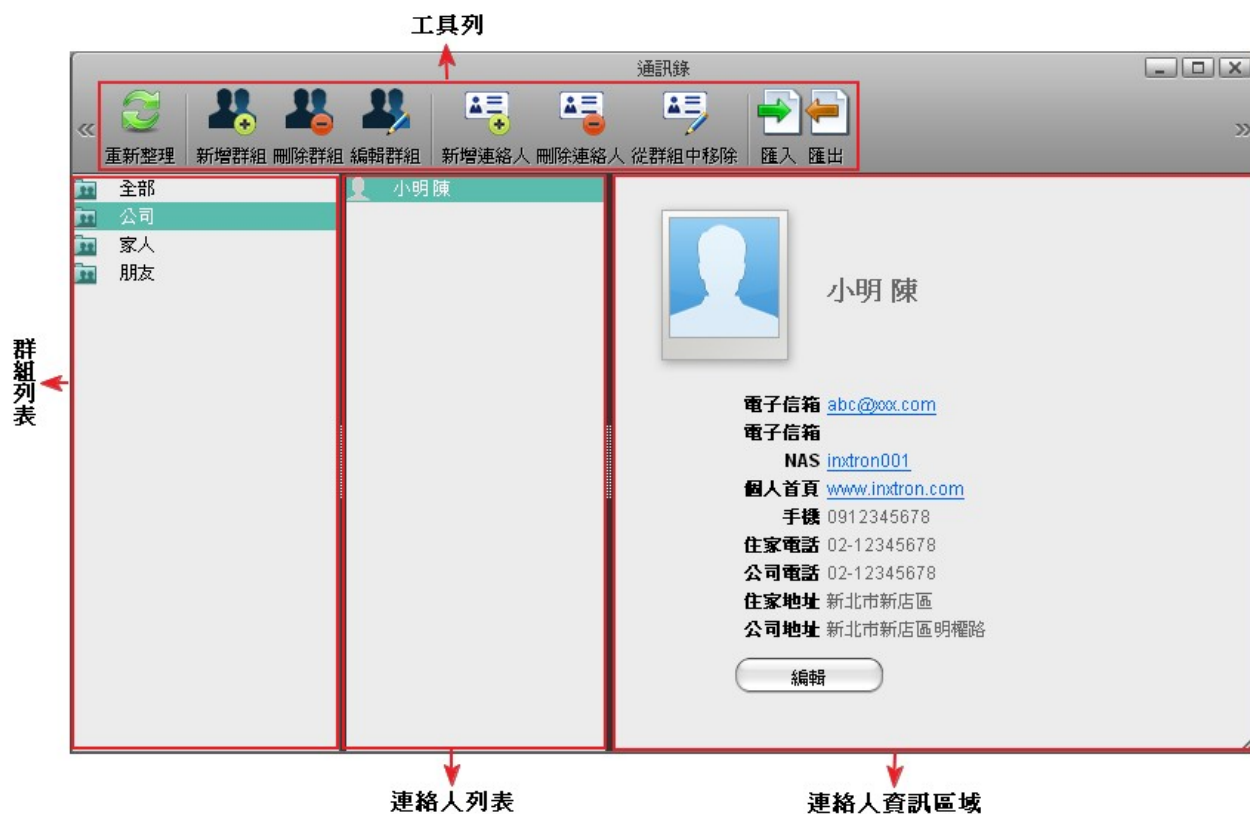 工具列
通訊錄
重新整理 新增群組 刪除群組 編輯群組 新增連絡人 刪除連絡人 從群組中移除 匯入 匯出
全部
公司
家人
朋友
小明 陳
小明 陳
電子信箱 abc@xxx.com
電子信箱
NAS inxtron001
個人首頁 www.inxtron.com
手機 0912345678
住家電話 02-12345678
公司電話 02-12345678
住家地址 新北市新店區
公司地址 新北市新店區明權路
編輯
群組列表
連絡人列表
連絡人資訊區域